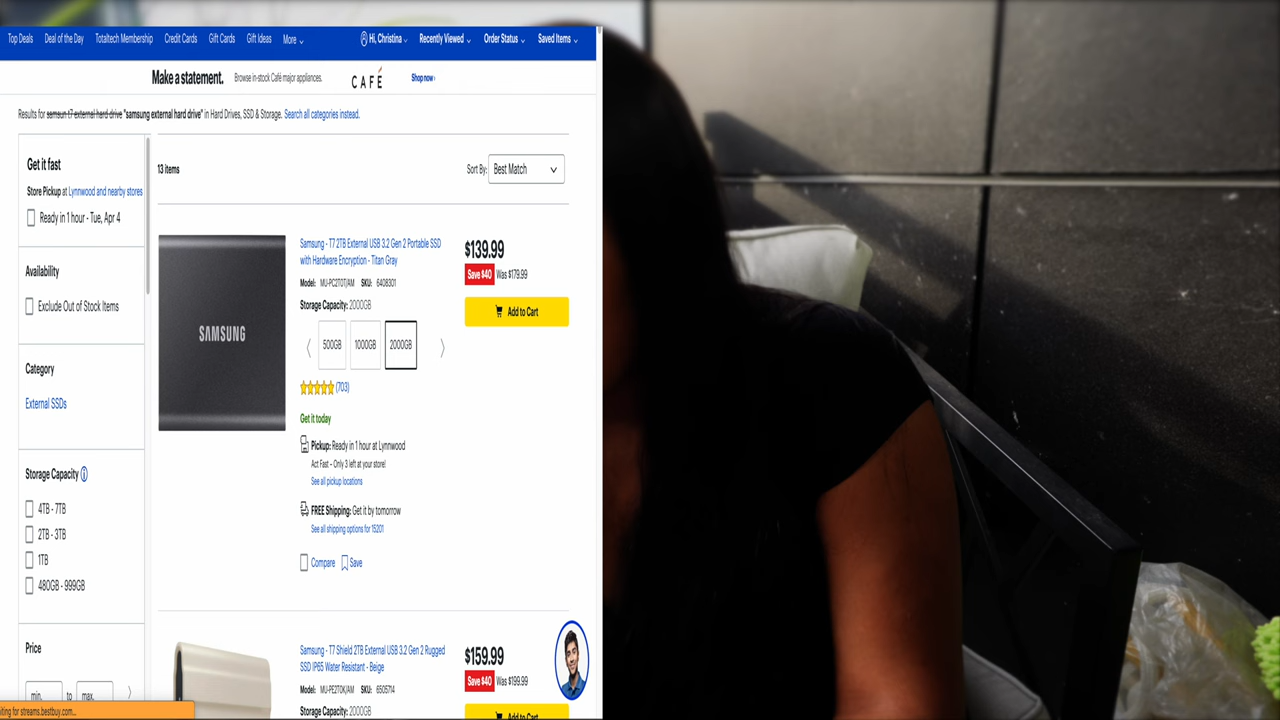 Top Deals Deal of the Day Totaltech Membership Credit Cards Gift Cards Gift Ideas More Hi, Christina Recently Viewed Order Status Saved Items
Make a statement. Browse in-stock Café major appliances. CAFÉ Shop now ›
Results for samsun t7 external hard drive "samsung external hard drive" in Hard Drives, SSD & Storage. Search all categories instead.
Get it fast
Store Pickup at Lynnwood and nearby stores
Ready in 1 hour - Tue, Apr 4
Availability
Exclude Out of Stock Items
Category
External SSDs
Storage Capacity
4TB - 7TB
2TB - 3TB
1TB
480GB - 999GB
Price
min. to max.
13 items
Sort By: Best Match
SAMSUNG
Samsung - T7 2TB External USB 3.2 Gen 2 Portable SSD
with Hardware Encryption - Titan Gray
Model: MU-PC2T0T/AM SKU: 6408301
Storage Capacity: 2000GB
500GB 1000GB 2000GB
(703)
Get it today
Pickup: Ready in 1 hour at Lynnwood
Act Fast – Only 3 left at your store!
See all pickup locations
FREE Shipping: Get it by tomorrow
See all shipping options for 15201
Compare Save
$139.99
Save $40 Was $179.99
Add to Cart
Samsung - T7 Shield 2TB External USB 3.2 Gen 2 Rugged
SSD IP65 Water Resistant - Beige
Model: MU-PE2T0K/AM SKU: 6505714
Storage Capacity: 2000GB
$159.99
Save $40 Was $199.99
Add to Cart
iting for streams.bestbuy.com...